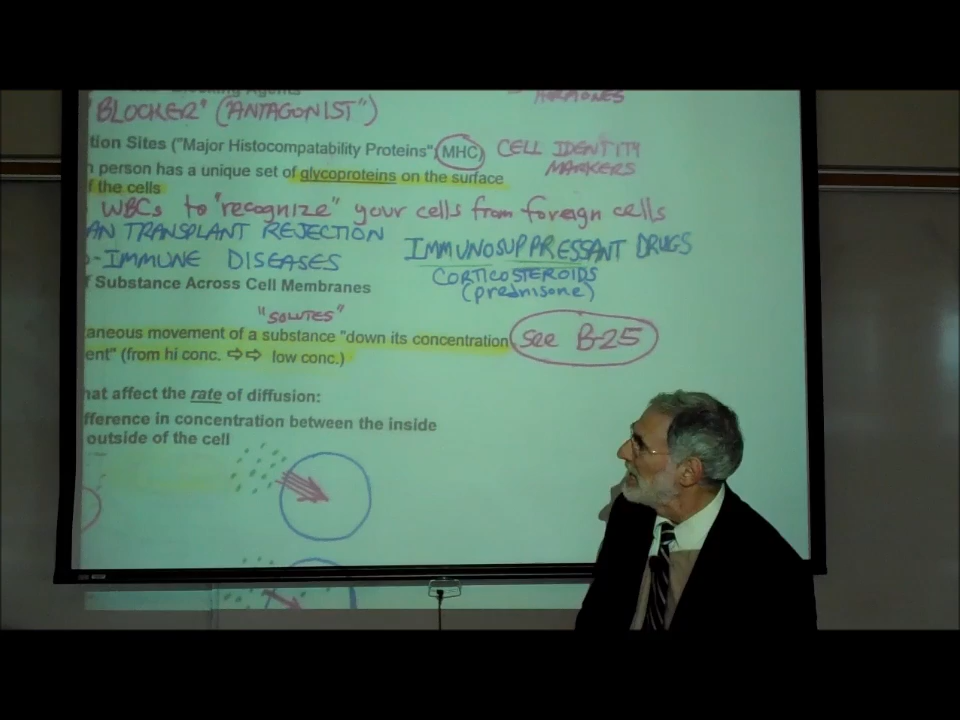 Blocking Agents
HORMONES
"BLOCKER" ("ANTAGONIST")
tion Sites ("Major Histocompatability Proteins" MHC CELL IDENTITY
MARKERS
n person has a unique set of glycoproteins on the surface
f the cells
WBCs to "recognize" your cells from foreign cells
AN TRANSPLANT REJECTION IMMUNOSUPPRESSANT DRUGS
O-IMMUNE DISEASES CORTICOSTEROIDS
(prednisone)
f Substance Across Cell Membranes
"SOLUTES"
aneous movement of a substance "down its concentration see B-25
ent" (from hi conc. ⇨⇨ low conc.)
hat affect the rate of diffusion:
fference in concentration between the inside
outside of the cell